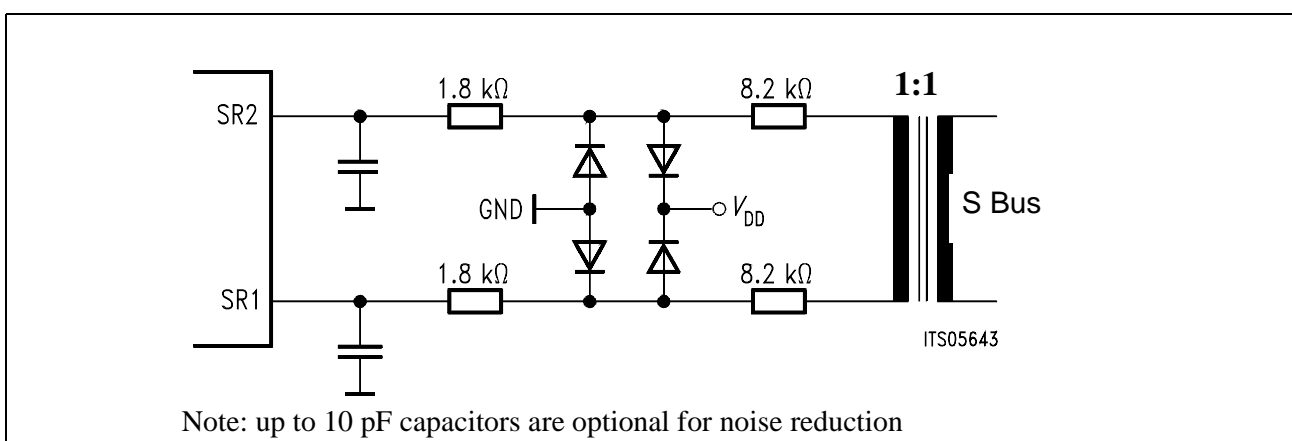 1.8 kΩ
8.2 kΩ
1:1
SR2
GND
V_DD
S Bus
1.8 kΩ
8.2 kΩ
SR1
ITS05643
Note: up to 10 pF capacitors are optional for noise reduction